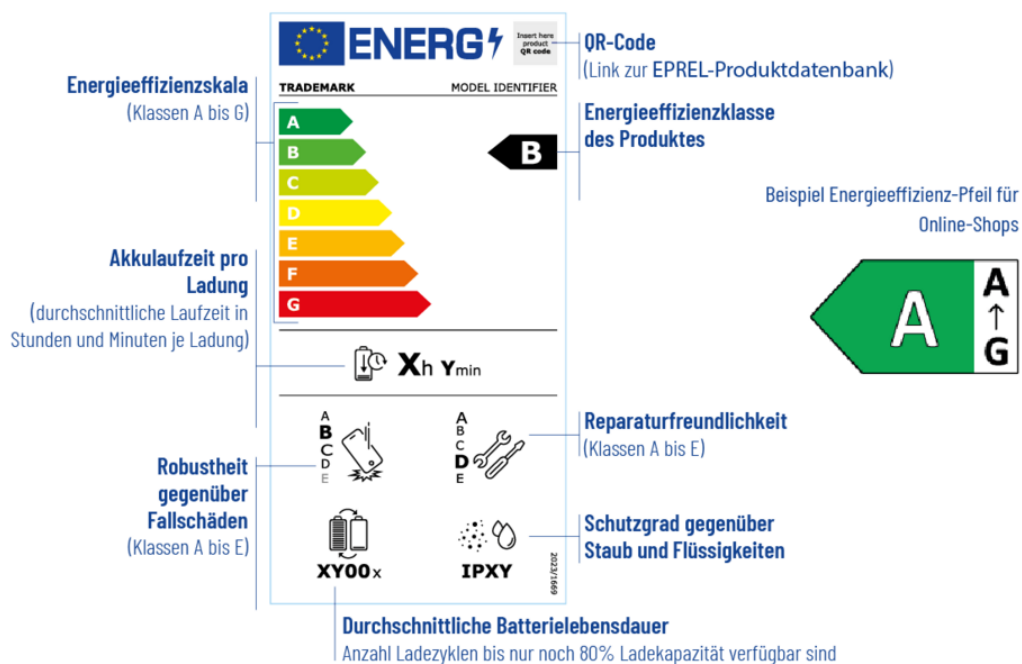 ENERG
Insert here
product
QR code
QR-Code
(Link zur EPREL-Produktdatenbank)
Energieeffizienzskala
(Klassen A bis G)
TRADEMARK MODEL IDENTIFIER
A
B
C
D
E
F
G
B
Energieeffizienzklasse
des Produktes
Beispiel Energieeffizienz-Pfeil für
Online-Shops
A
A
↑
G
Akkulaufzeit pro
Ladung
(durchschnittliche Laufzeit in
Stunden und Minuten je Ladung)
Xh Ymin
A
B
C
D
E
A
B
C
D
E
Reparaturfreundlichkeit
(Klassen A bis E)
Robustheit
gegenüber
Fallschäden
(Klassen A bis E)
XY00x
IPXY
2023/1669
Schutzgrad gegenüber
Staub und Flüssigkeiten
Durchschnittliche Batterielebensdauer
Anzahl Ladezyklen bis nur noch 80% Ladekapazität verfügbar sind